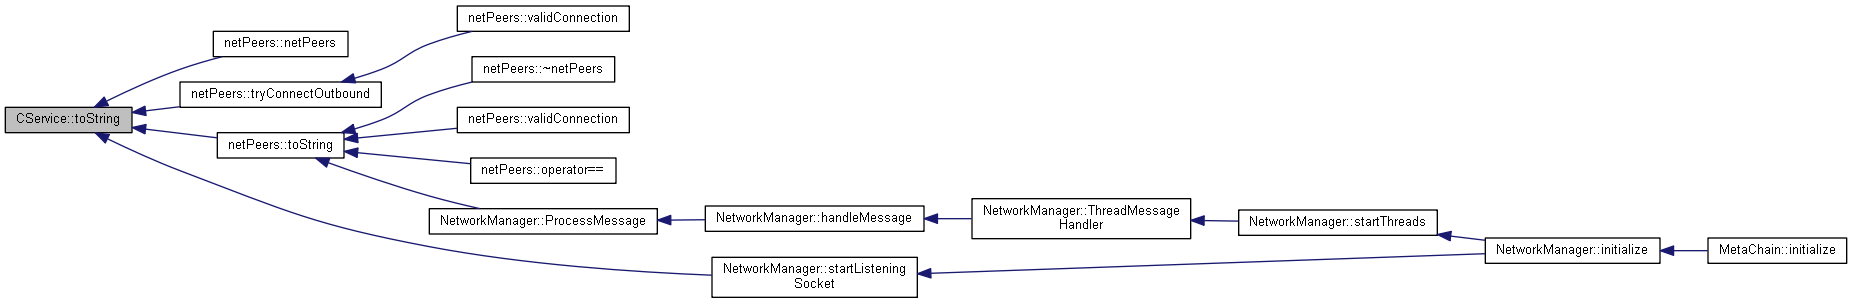 netPeers::validConnection
netPeers::netPeers
netPeers::~netPeers
netPeers::tryConnectOutbound
CService::toString
netPeers::validConnection
netPeers::toString
netPeers::operator==
NetworkManager::ProcessMessage
NetworkManager::handleMessage
NetworkManager::ThreadMessage
Handler
NetworkManager::startThreads
NetworkManager::initialize
MetaChain::initialize
NetworkManager::startListening
Socket